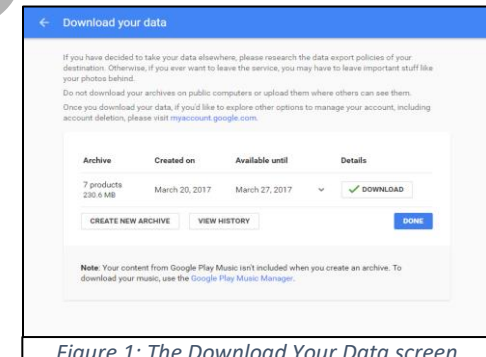 Download your data
If you have decided to take your data elsewhere, please research the data export policies of your
destination. Otherwise, if you ever want to leave the service, you may have to leave important stuff like
your photos behind.
Do not download your archives on public computers or upload them where others can see them.
Once you download your data, if you'd like to explore other options to manage your account, including
account deletion, please visit myaccount.google.com.
Archive Created on Available until Details
7 products March 20, 2017 March 27, 2017 DOWNLOAD
230.6 MB
CREATE NEW ARCHIVE VIEW HISTORY DONE
Note: Your content from Google Play Music isn't included when you create an archive. To
download your music, use the Google Play Music Manager.
Figure 1: The Download Your Data screen